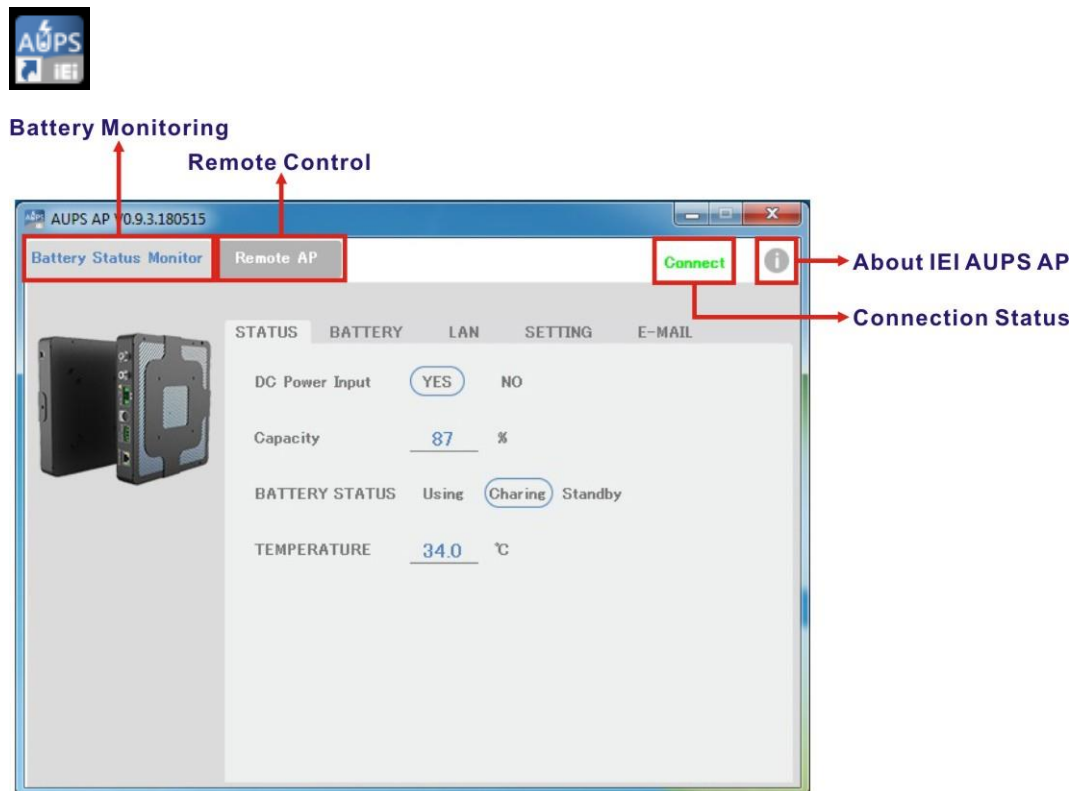 AUPS
iEi
Battery Monitoring
Remote Control
AUPS AP V0.9.3.180515
Battery Status Monitor Remote AP Connect i About IEI AUPS AP
Connection Status
STATUS BATTERY LAN SETTING E-MAIL
DC Power Input YES NO
Capacity 87 %
BATTERY STATUS Using Charing Standby
TEMPERATURE 34.0 ℃